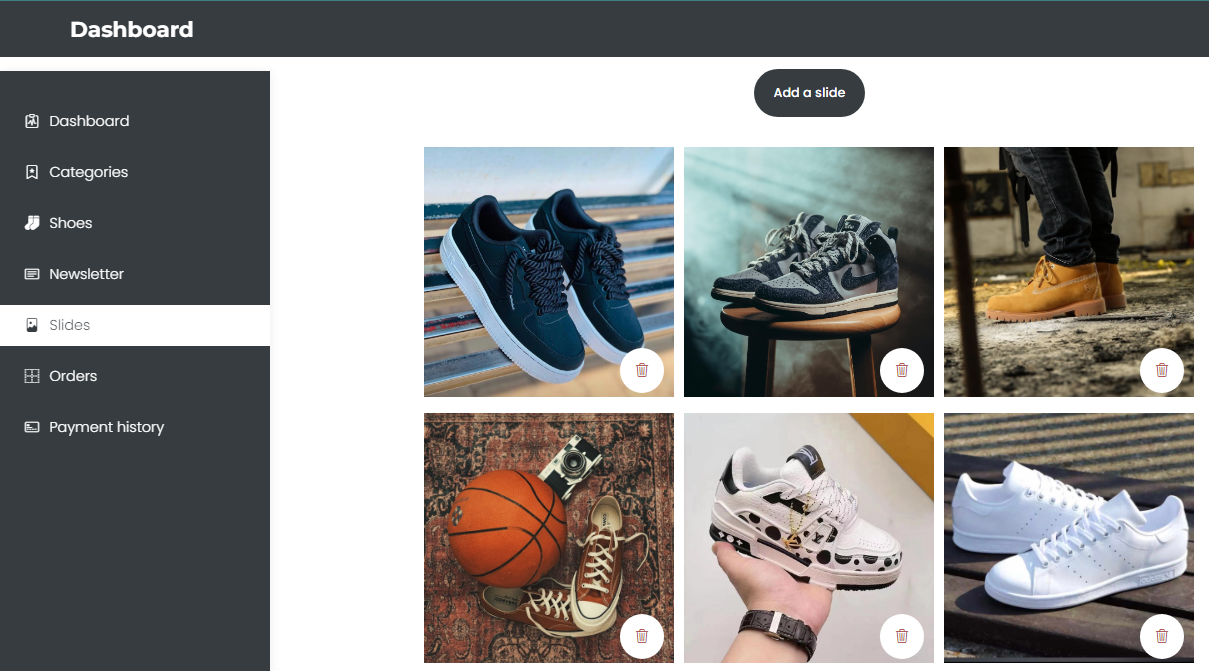 Dashboard
Add a slide
Dashboard
Categories
Shoes
Newsletter
Slides
Orders
Payment history